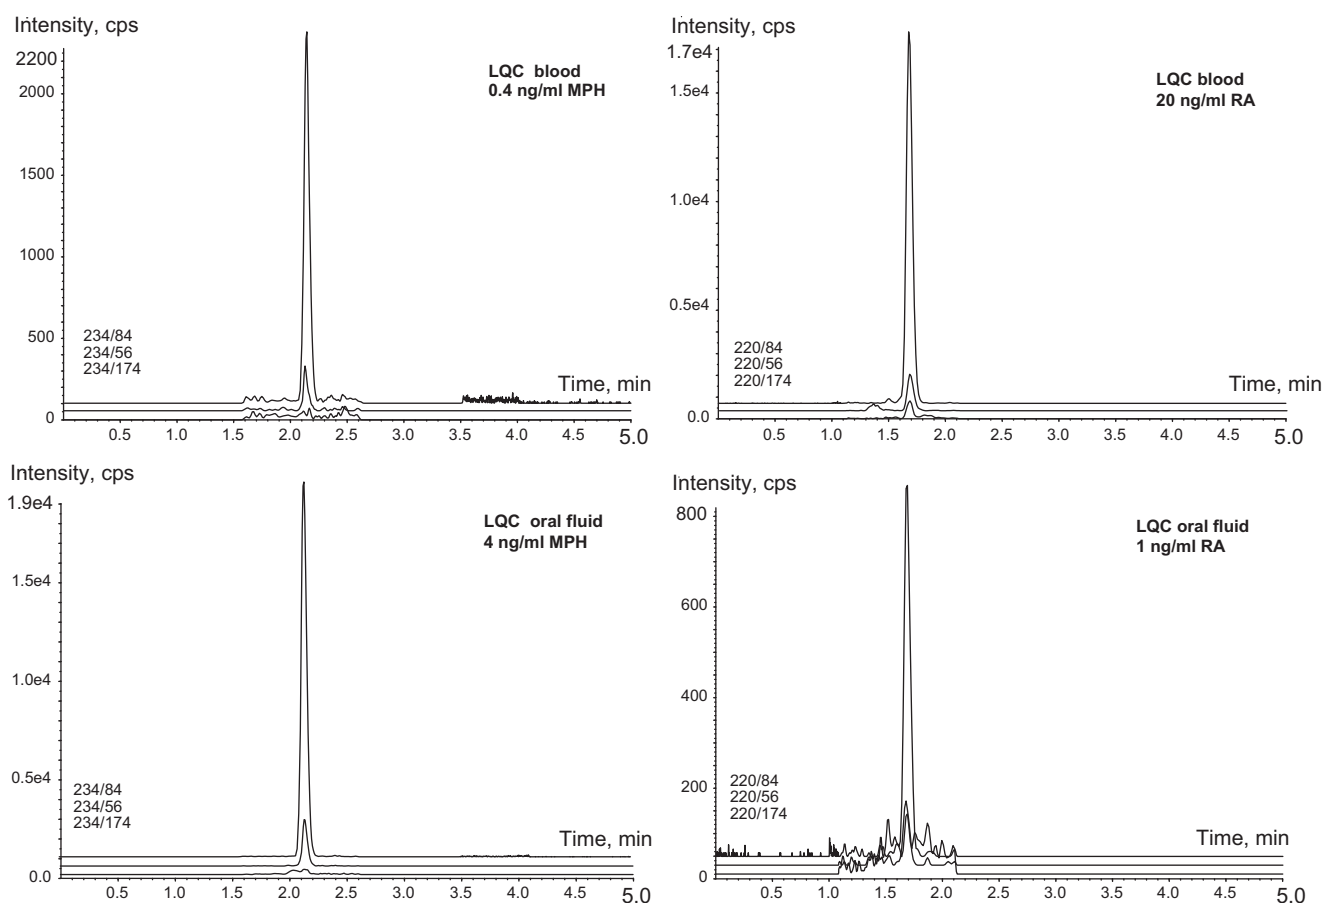 Intensity, cps
2200
2000
1500
1000
500
0
LQC blood
0.4 ng/ml MPH
234/84
234/56
234/174
Time, min
0.5 1.0 1.5 2.0 2.5 3.0 3.5 4.0 4.5 5.0
Intensity, cps
1.7e4
1.5e4
1.0e4
0.5e4
0.0
LQC blood
20 ng/ml RA
220/84
220/56
220/174
Time, min
0.5 1.0 1.5 2.0 2.5 3.0 3.5 4.0 4.5 5.0
Intensity, cps
1.9e4
1.5e4
1.0e4
0.5e4
0.0
LQC oral fluid
4 ng/ml MPH
234/84
234/56
234/174
Time, min
0.5 1.0 1.5 2.0 2.5 3.0 3.5 4.0 4.5 5.0
Intensity, cps
800
600
400
200
0
LQC oral fluid
1 ng/ml RA
220/84
220/56
220/174
Time, min
0.5 1.0 1.5 2.0 2.5 3.0 3.5 4.0 4.5 5.0